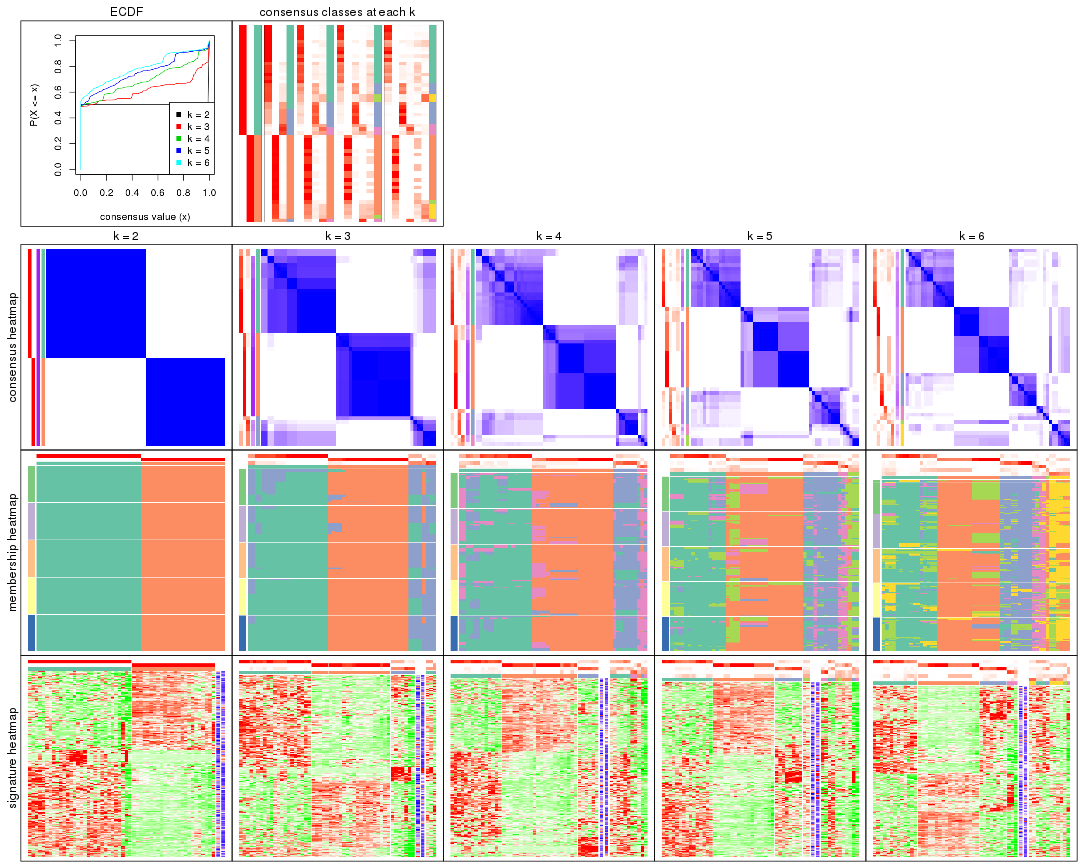 ECDF
consensus classes at each k
P(X <= x)
0.0
0.2
0.4
0.6
0.8
1.0
k = 2
k = 3
k = 4
k = 5
k = 6
0.0 0.2 0.4 0.6 0.8 1.0
consensus value (x)
k = 2
k = 3
k = 4
k = 5
k = 6
consensus heatmap
membership heatmap
signature heatmap